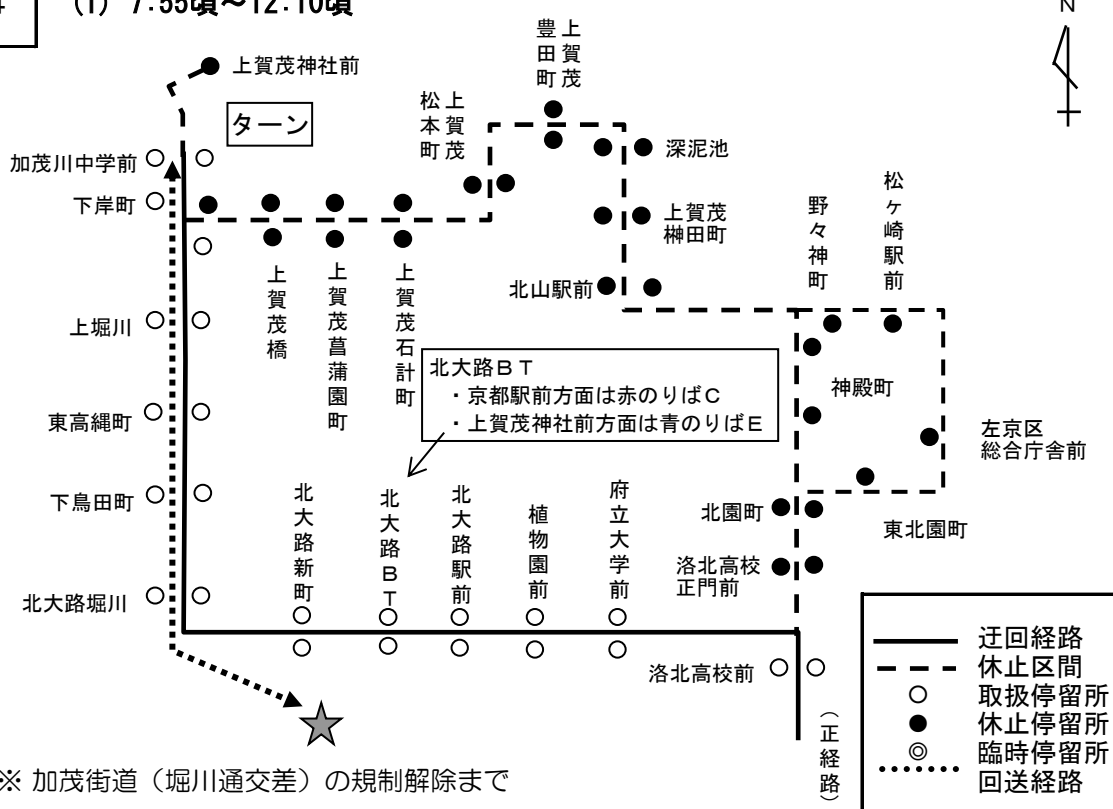 (1) 7:55頃～12:10頃
N
上賀茂神社前
ターン
加茂川中学前
下岸町
上堀川
東高縄町
下鳥田町
北大路堀川
上賀茂橋
上賀茂菖蒲園町
上賀茂石計町
上賀茂松本町
上賀茂豊田町
深泥池
上賀茂
榊田町
北山駅前
野々神町
松ヶ崎駅前
神殿町
左京区
総合庁舎前
東北園町
北園町
洛北高校
正門前
北大路BT
・京都駅前方面は赤のりばC
・上賀茂神社前方面は青のりばE
北大路新町
北大路BT
北大路駅前
植物園前
府立大学前
洛北高校前
(正経路)
迂回経路
休止区間
取扱停留所
休止停留所
臨時停留所
回送経路
※ 加茂街道（堀川通交差）の規制解除まで